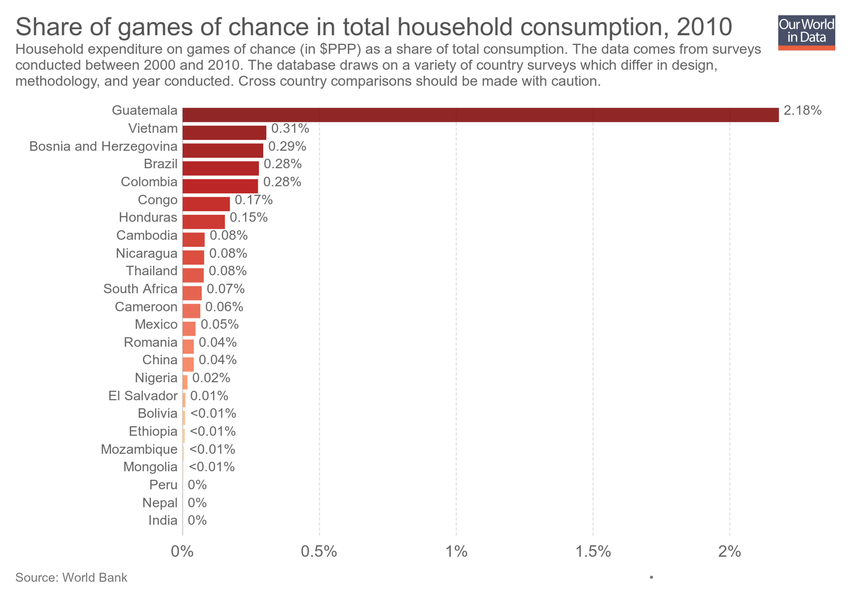 Share of games of chance in total household consumption, 2010
Our World
in Data
Household expenditure on games of chance (in $PPP) as a share of total consumption. The data comes from surveys
conducted between 2000 and 2010. The database draws on a variety of country surveys which differ in design,
methodology, and year conducted. Cross country comparisons should be made with caution.
Guatemala 2.18%
Vietnam 0.31%
Bosnia and Herzegovina 0.29%
Brazil 0.28%
Colombia 0.28%
Congo 0.17%
Honduras 0.15%
Cambodia 0.08%
Nicaragua 0.08%
Thailand 0.08%
South Africa 0.07%
Cameroon 0.06%
Mexico 0.05%
Romania 0.04%
China 0.04%
Nigeria 0.02%
El Salvador 0.01%
Bolivia <0.01%
Ethiopia <0.01%
Mozambique <0.01%
Mongolia <0.01%
Peru 0%
Nepal 0%
India 0%
0% 0.5% 1% 1.5% 2%
Source: World Bank